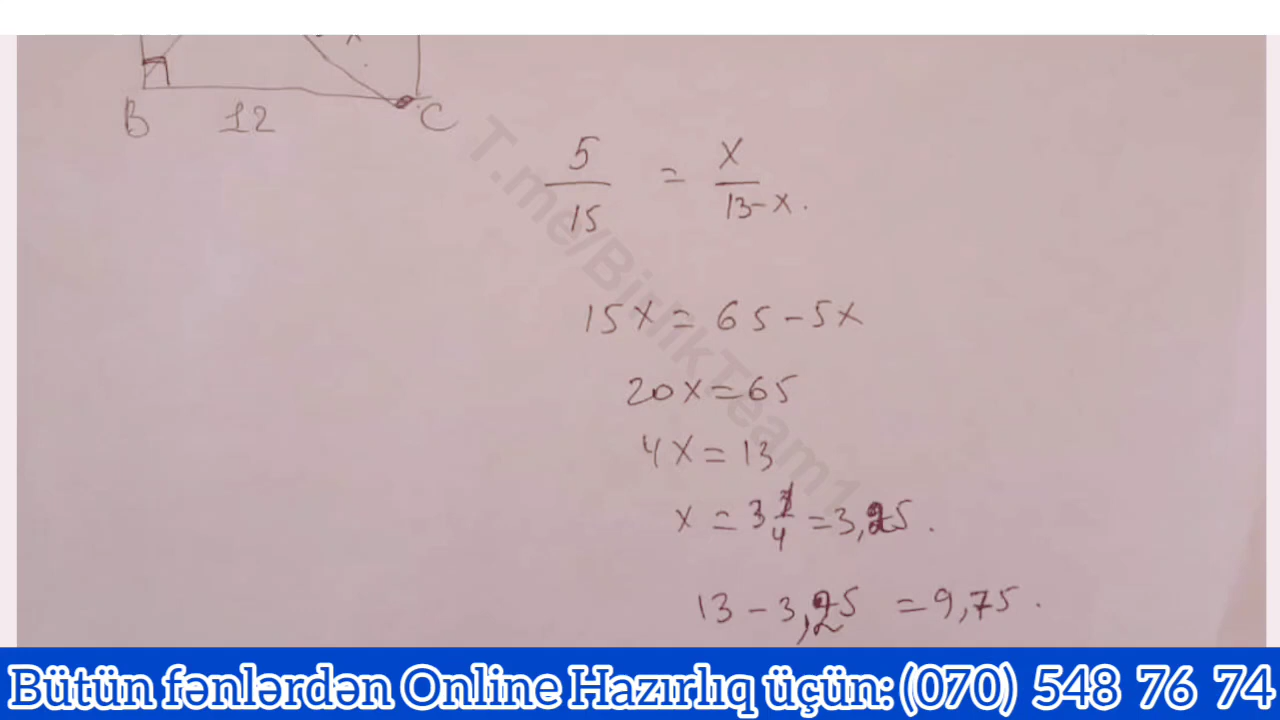 x
B 12 C
T.me/BirlikTeam1
5/15 = x/13-x.
15x = 65 - 5x
20x = 65
4x = 13
x = 3 1/4 = 3,25.
13 - 3,25 = 9,75.
Bütün fənlərdən Online Hazırlıq üçün: (070) 548 76 74